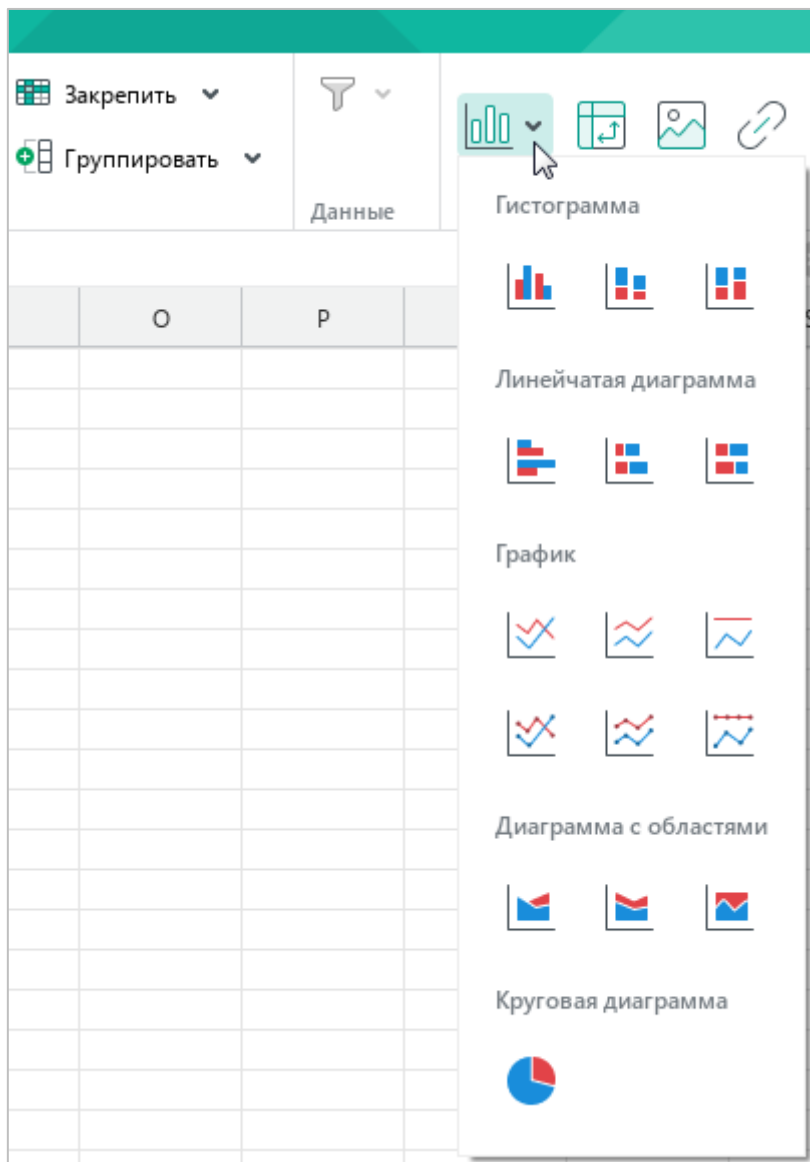 Закрепить
Группировать
Данные
O
P
Гистограмма
Линейчатая диаграмма
График
Диаграмма с областями
Круговая диаграмма